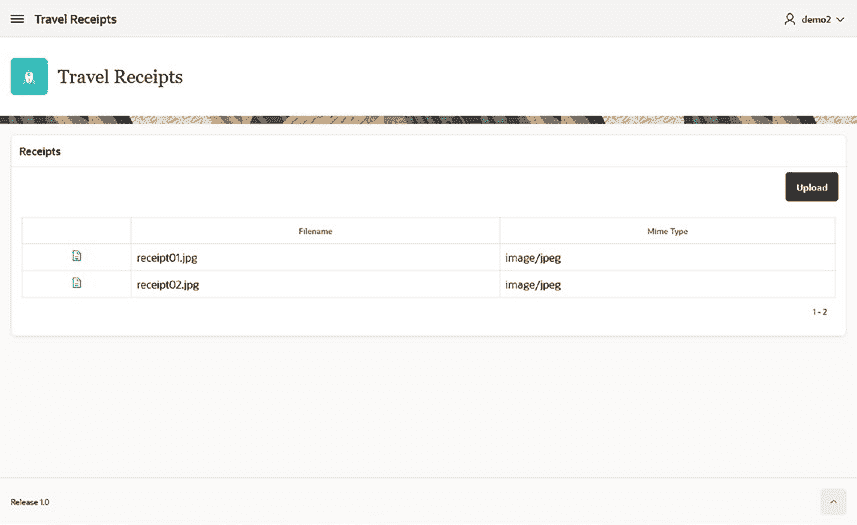 Travel Receipts
demo2
Travel Receipts
Receipts
Upload
Filename Mime Type
receipt01.jpg image/jpeg
receipt02.jpg image/jpeg
1 - 2
Release 1.0